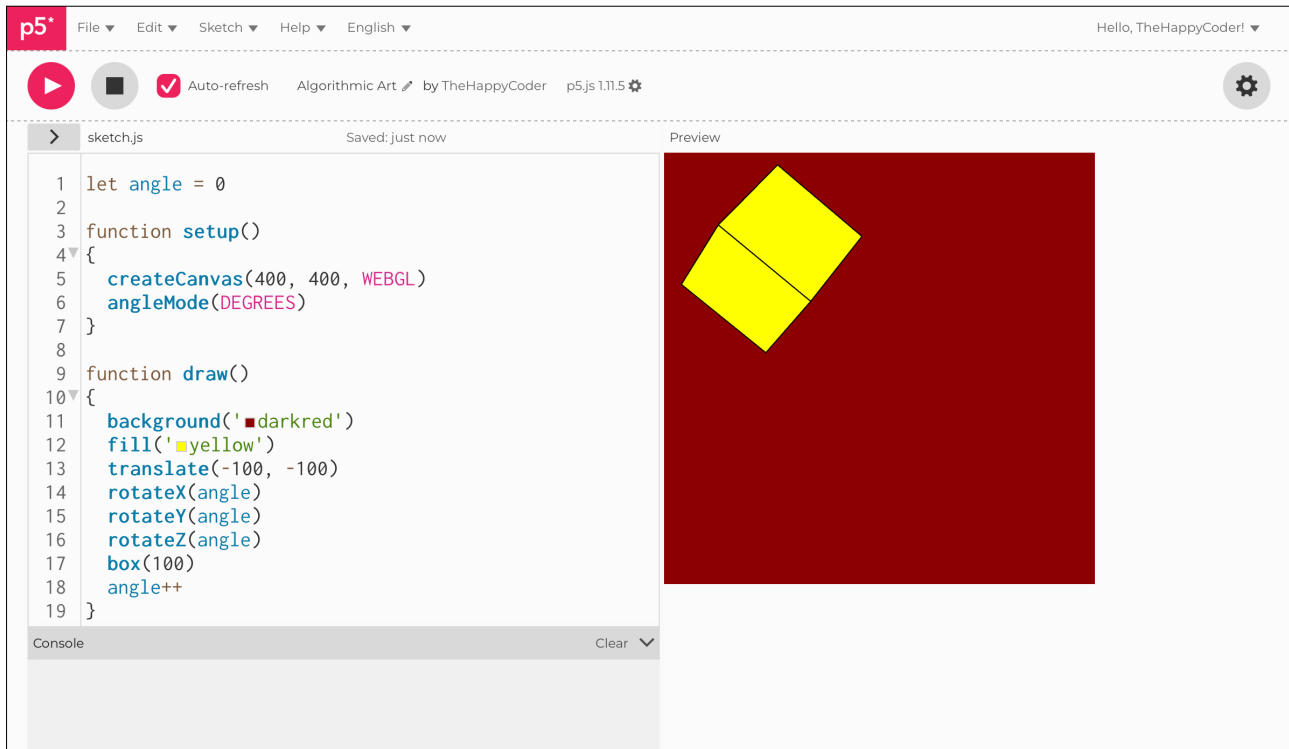 p5* File Edit Sketch Help English Hello, TheHappyCoder!
Auto-refresh Algorithmic Art by TheHappyCoder p5.js 1.11.5
sketch.js Saved: just now Preview
1 let angle = 0
2
3 function setup()
4 {
5 createCanvas(400, 400, WEBGL)
6 angleMode(DEGREES)
7 }
8
9 function draw()
10 {
11 background('darkred')
12 fill('yellow')
13 translate(-100, -100)
14 rotateX(angle)
15 rotateY(angle)
16 rotateZ(angle)
17 box(100)
18 angle++
19 }
Console Clear